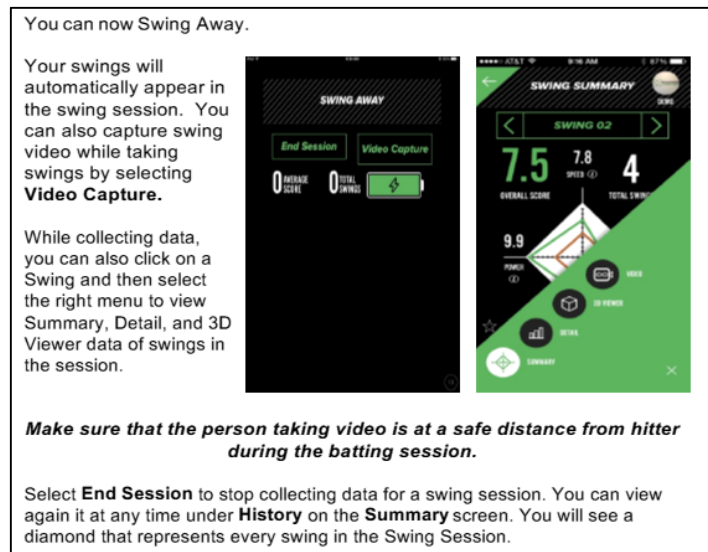 You can now Swing Away.
Your swings will
automatically appear in
the swing session. You
can also capture swing
video while taking
swings by selecting
Video Capture.
While collecting data,
you can also click on a
Swing and then select
the right menu to view
Summary, Detail, and 3D
Viewer data of swings in
the session.
SWING AWAY
End Session
Video Capture
0 AVERAGE SCORE
0 TOTAL SWINGS
AT&T 9:16 AM 87%
SWING SUMMARY
DEMO
SWING 02
7.5
OVERALL SCORE
7.8
SPEED
4
TOTAL SWINGS
9.9
POWER
VIDEO
3D VIEWER
DETAIL
SUMMARY
Make sure that the person taking video is at a safe distance from hitter
during the batting session.
Select End Session to stop collecting data for a swing session. You can view
again it at any time under History on the Summary screen. You will see a
diamond that represents every swing in the Swing Session.